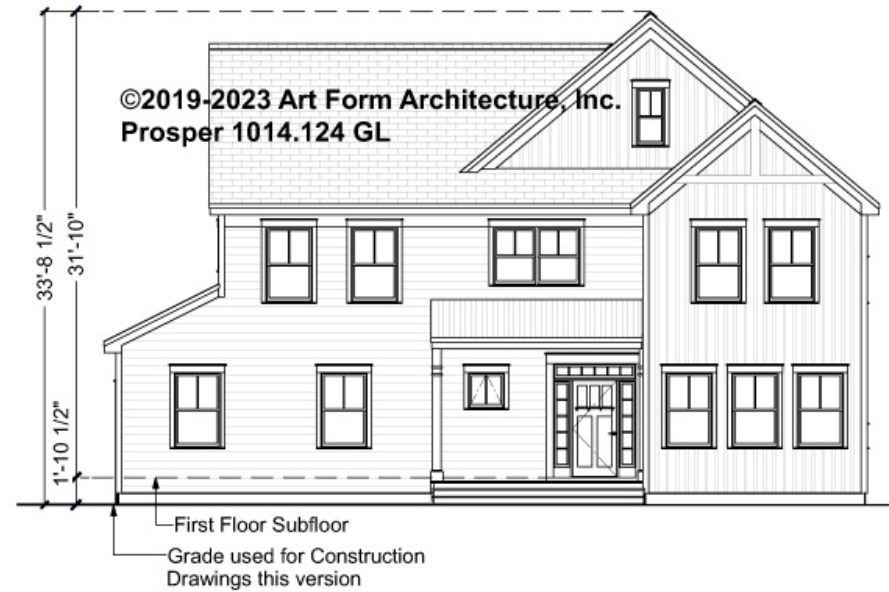 ©2019-2023 Art Form Architecture, Inc.
Prosper 1014.124 GL
33'-8 1/2"
31'-10"
1'-10 1/2"
First Floor Subfloor
Grade used for Construction
Drawings this version